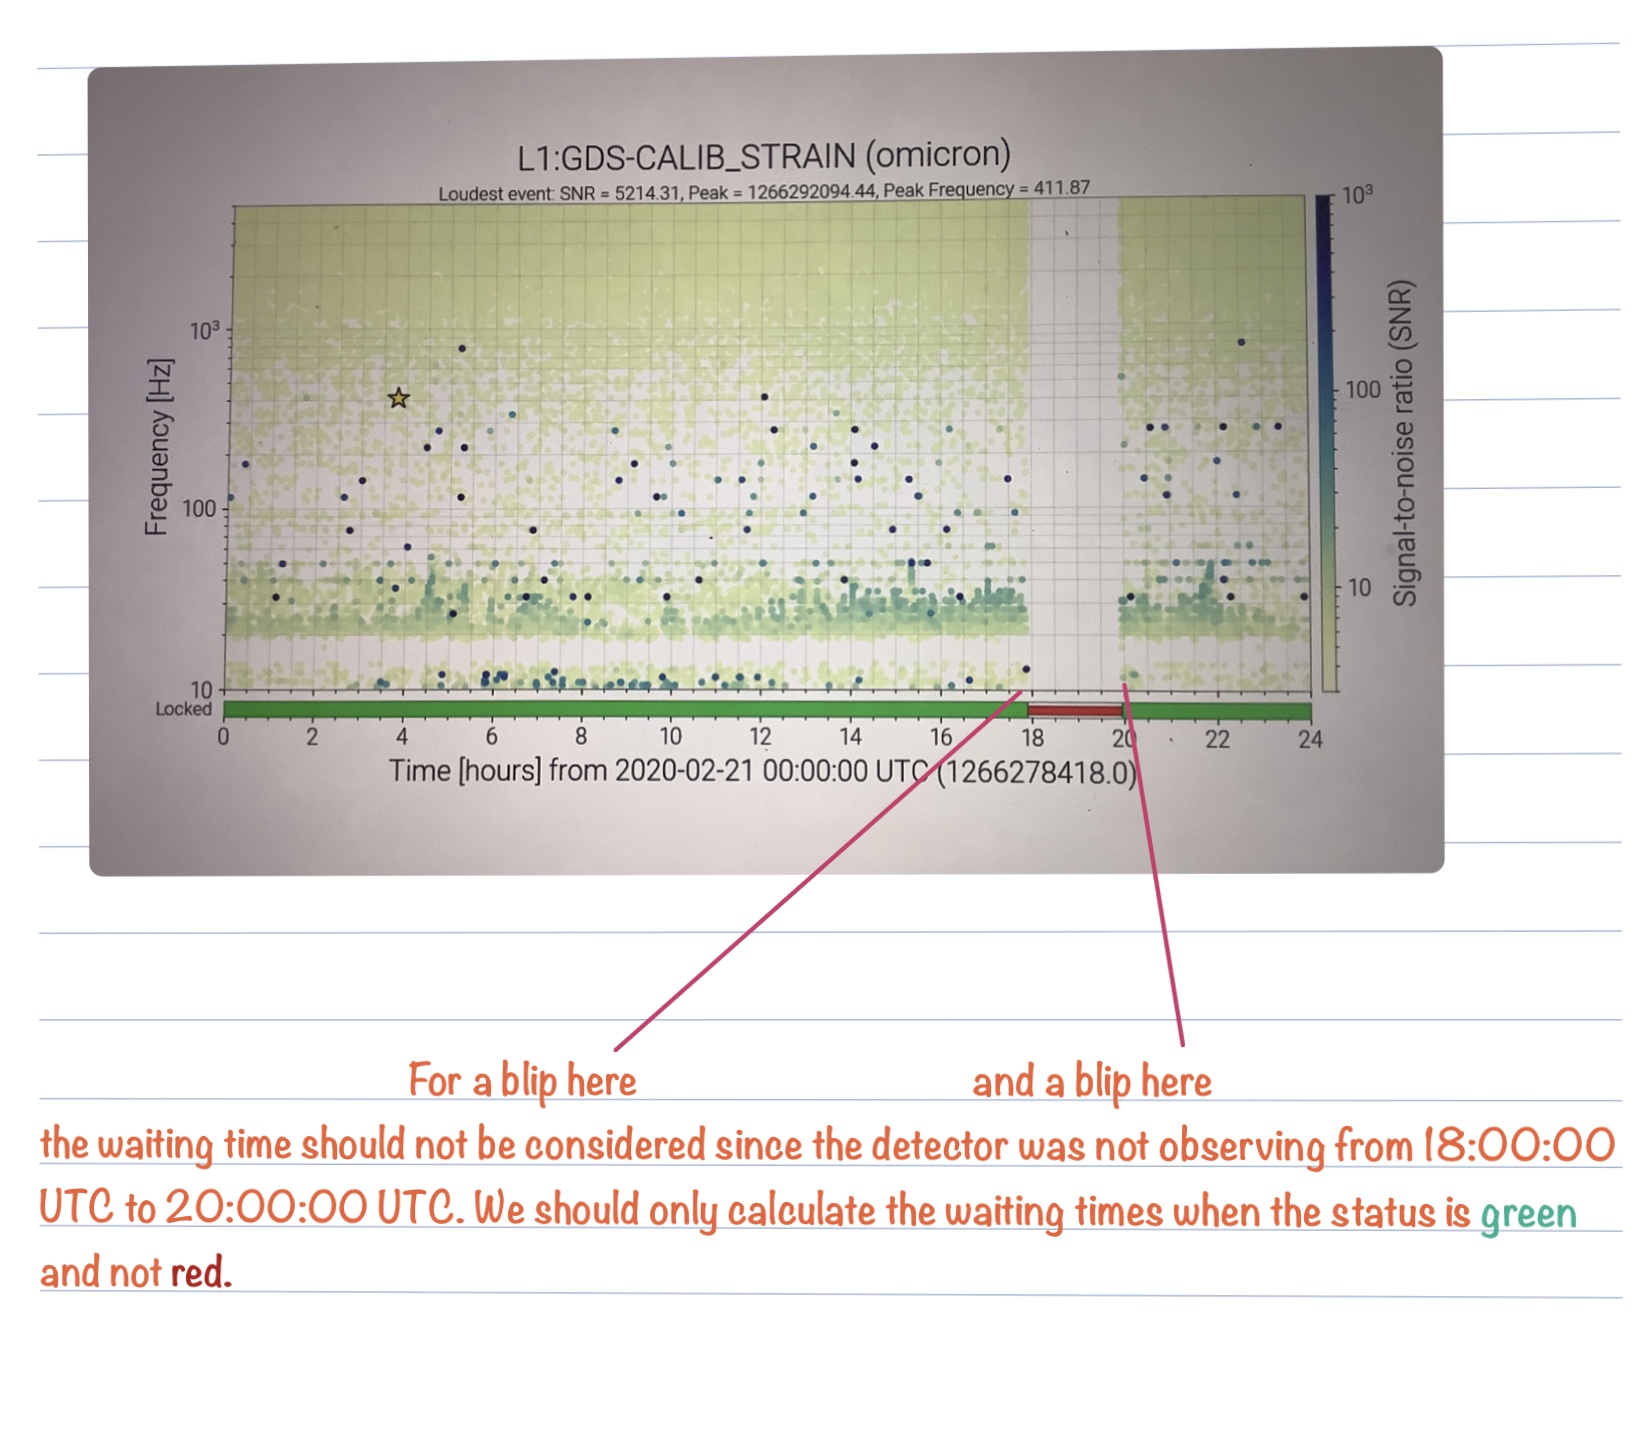 L1:GDS-CALIB_STRAIN (omicron)
Loudest event: SNR = 5214.31, Peak = 1266292094.44, Peak Frequency = 411.87
10³
100
10
Frequency [Hz]
10³
100
10
Signal-to-noise ratio (SNR)
Locked
0 2 4 6 8 10 12 14 16 18 20 22 24
Time [hours] from 2020-02-21 00:00:00 UTC (1266278418.0)
For a blip here and a blip here
the waiting time should not be considered since the detector was not observing from 18:00:00
UTC to 20:00:00 UTC. We should only calculate the waiting times when the status is green
and not red.